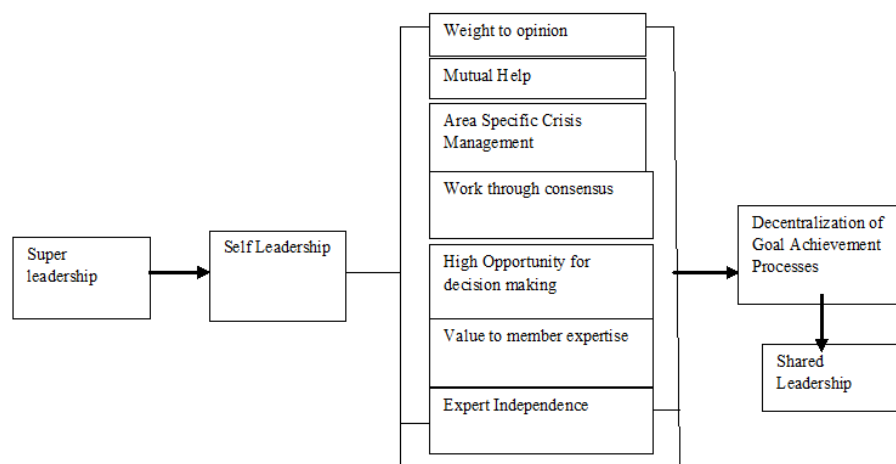 Weight to opinion
Mutual Help
Area Specific Crisis
Management
Work through consensus
High Opportunity for
decision making
Value to member expertise
Expert Independence
Super
leadership
Self Leadership
Decentralization of
Goal Achievement
Processes
Shared
Leadership